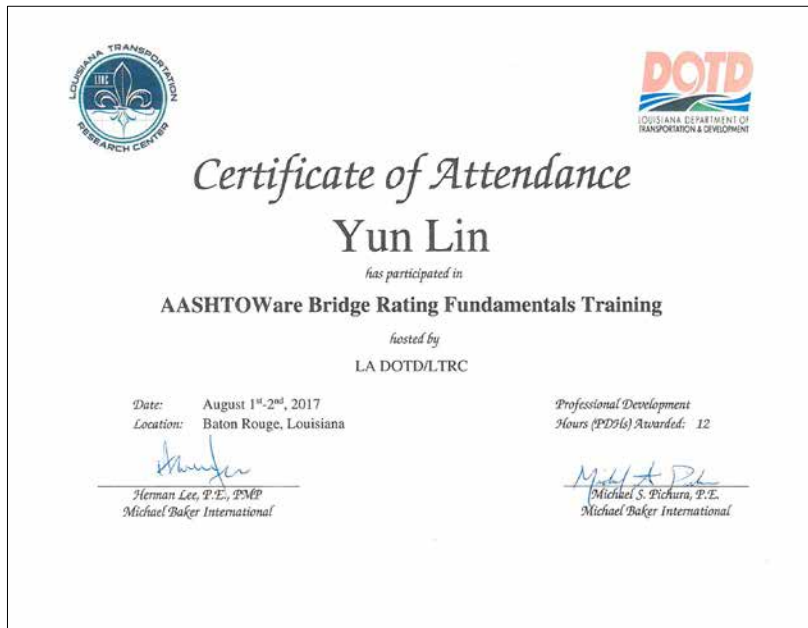 LOUISIANA TRANSPORTATION
RESEARCH CENTER
LTRC
DOTD
LOUISIANA DEPARTMENT OF
TRANSPORTATION & DEVELOPMENT
Certificate of Attendance
Yun Lin
has participated in
AASHTOWare Bridge Rating Fundamentals Training
hosted by
LA DOTD/LTRC
Date: August 1st-2nd, 2017
Location: Baton Rouge, Louisiana
Professional Development
Hours (PDHs) Awarded: 12
Herman Lee, P.E., PMP
Michael Baker International
Michael S. Pichura, P.E.
Michael Baker International